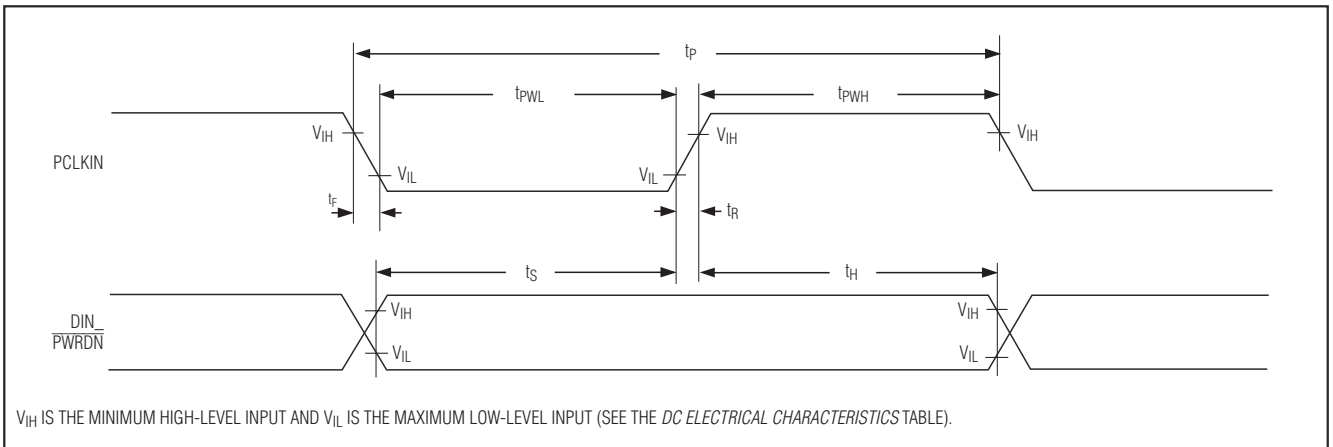 tP
tPWL
tPWH
VIH
VIH
VIH
PCLKIN
VIL
VIL
tF
tR
tS
tH
DIN_
PWRDN
VIH
VIH
VIL
VIL
VIH IS THE MINIMUM HIGH-LEVEL INPUT AND VIL IS THE MAXIMUM LOW-LEVEL INPUT (SEE THE DC ELECTRICAL CHARACTERISTICS TABLE).